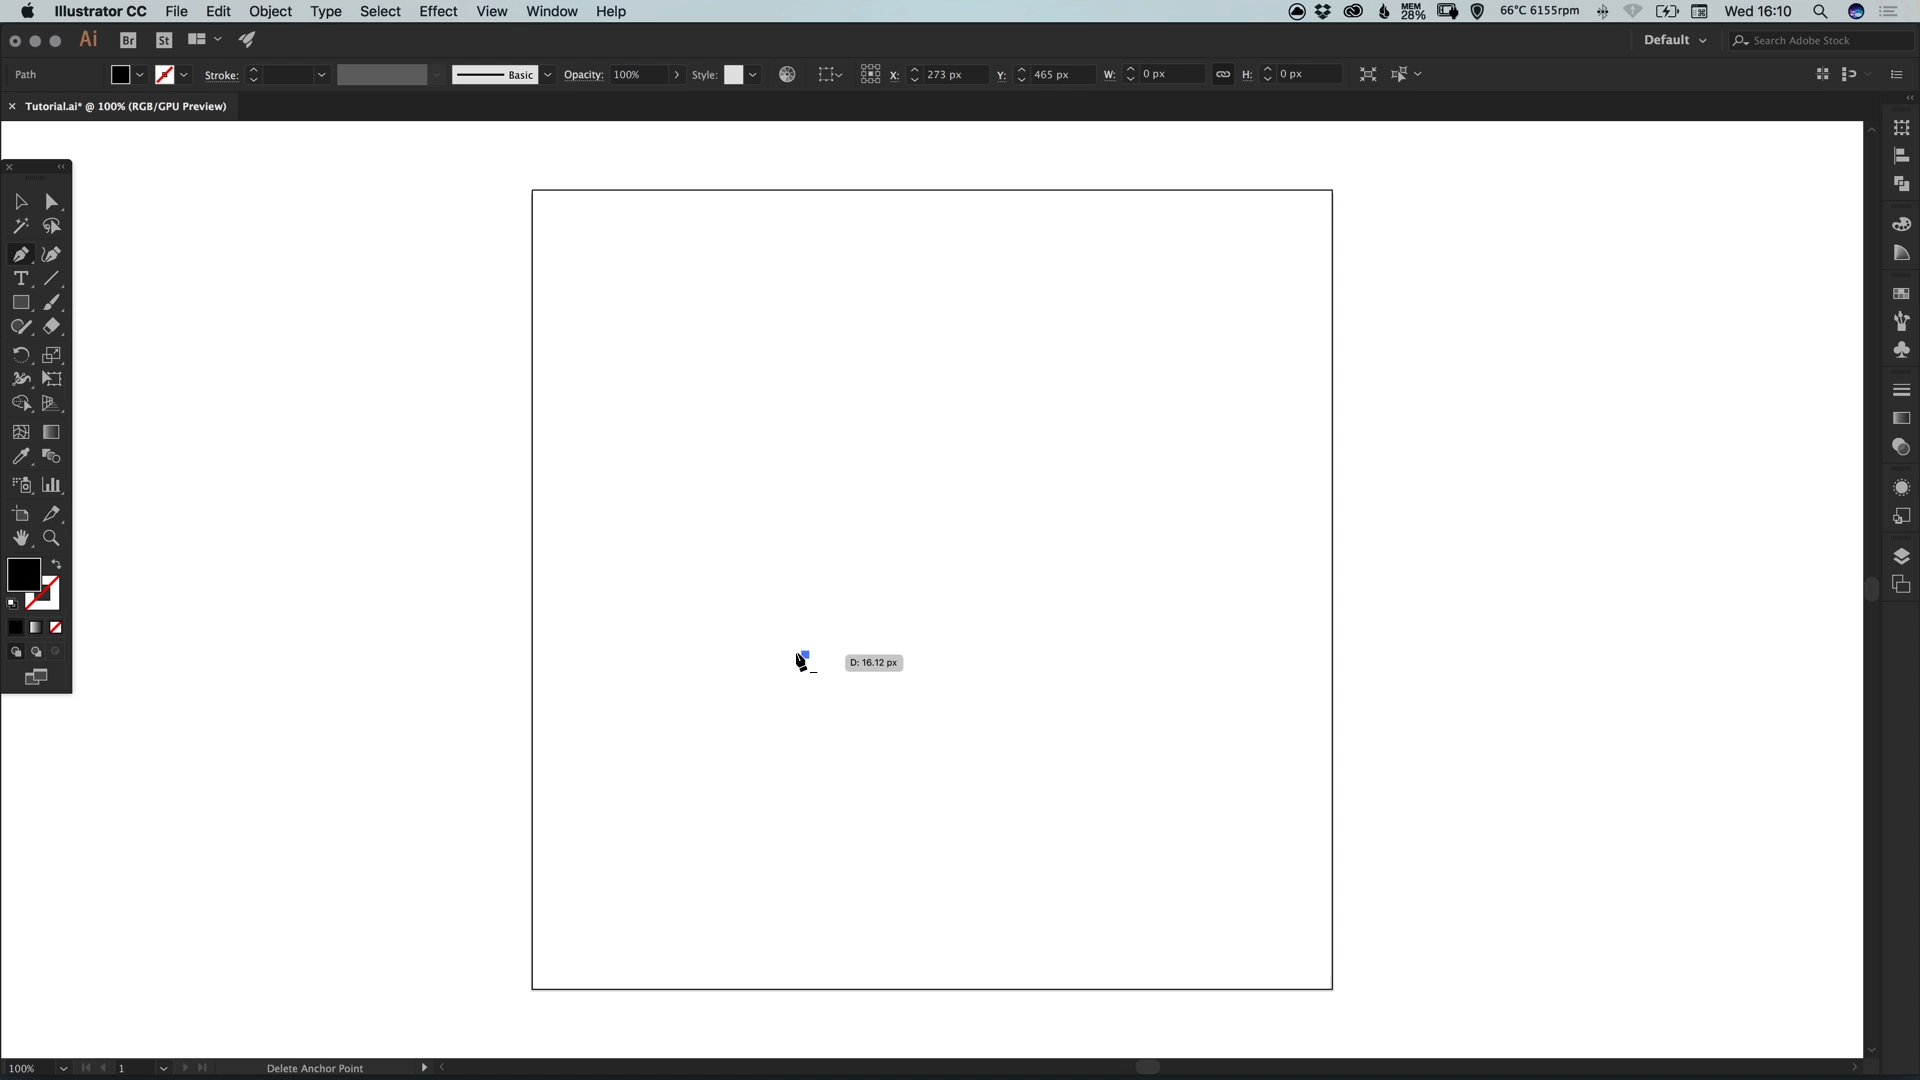 Illustrator CC File Edit Object Type Select Effect View Window Help MEM 28% 66°C 6155rpm Wed 16:10
Ai Br St Default Search Adobe Stock
Path Stroke: Basic Opacity: 100% Style: X: 273 px Y: 465 px W: 0 px H: 0 px
Tutorial.ai* @ 100% (RGB/GPU Preview)
D: 16.12 px
100% 1 Delete Anchor Point